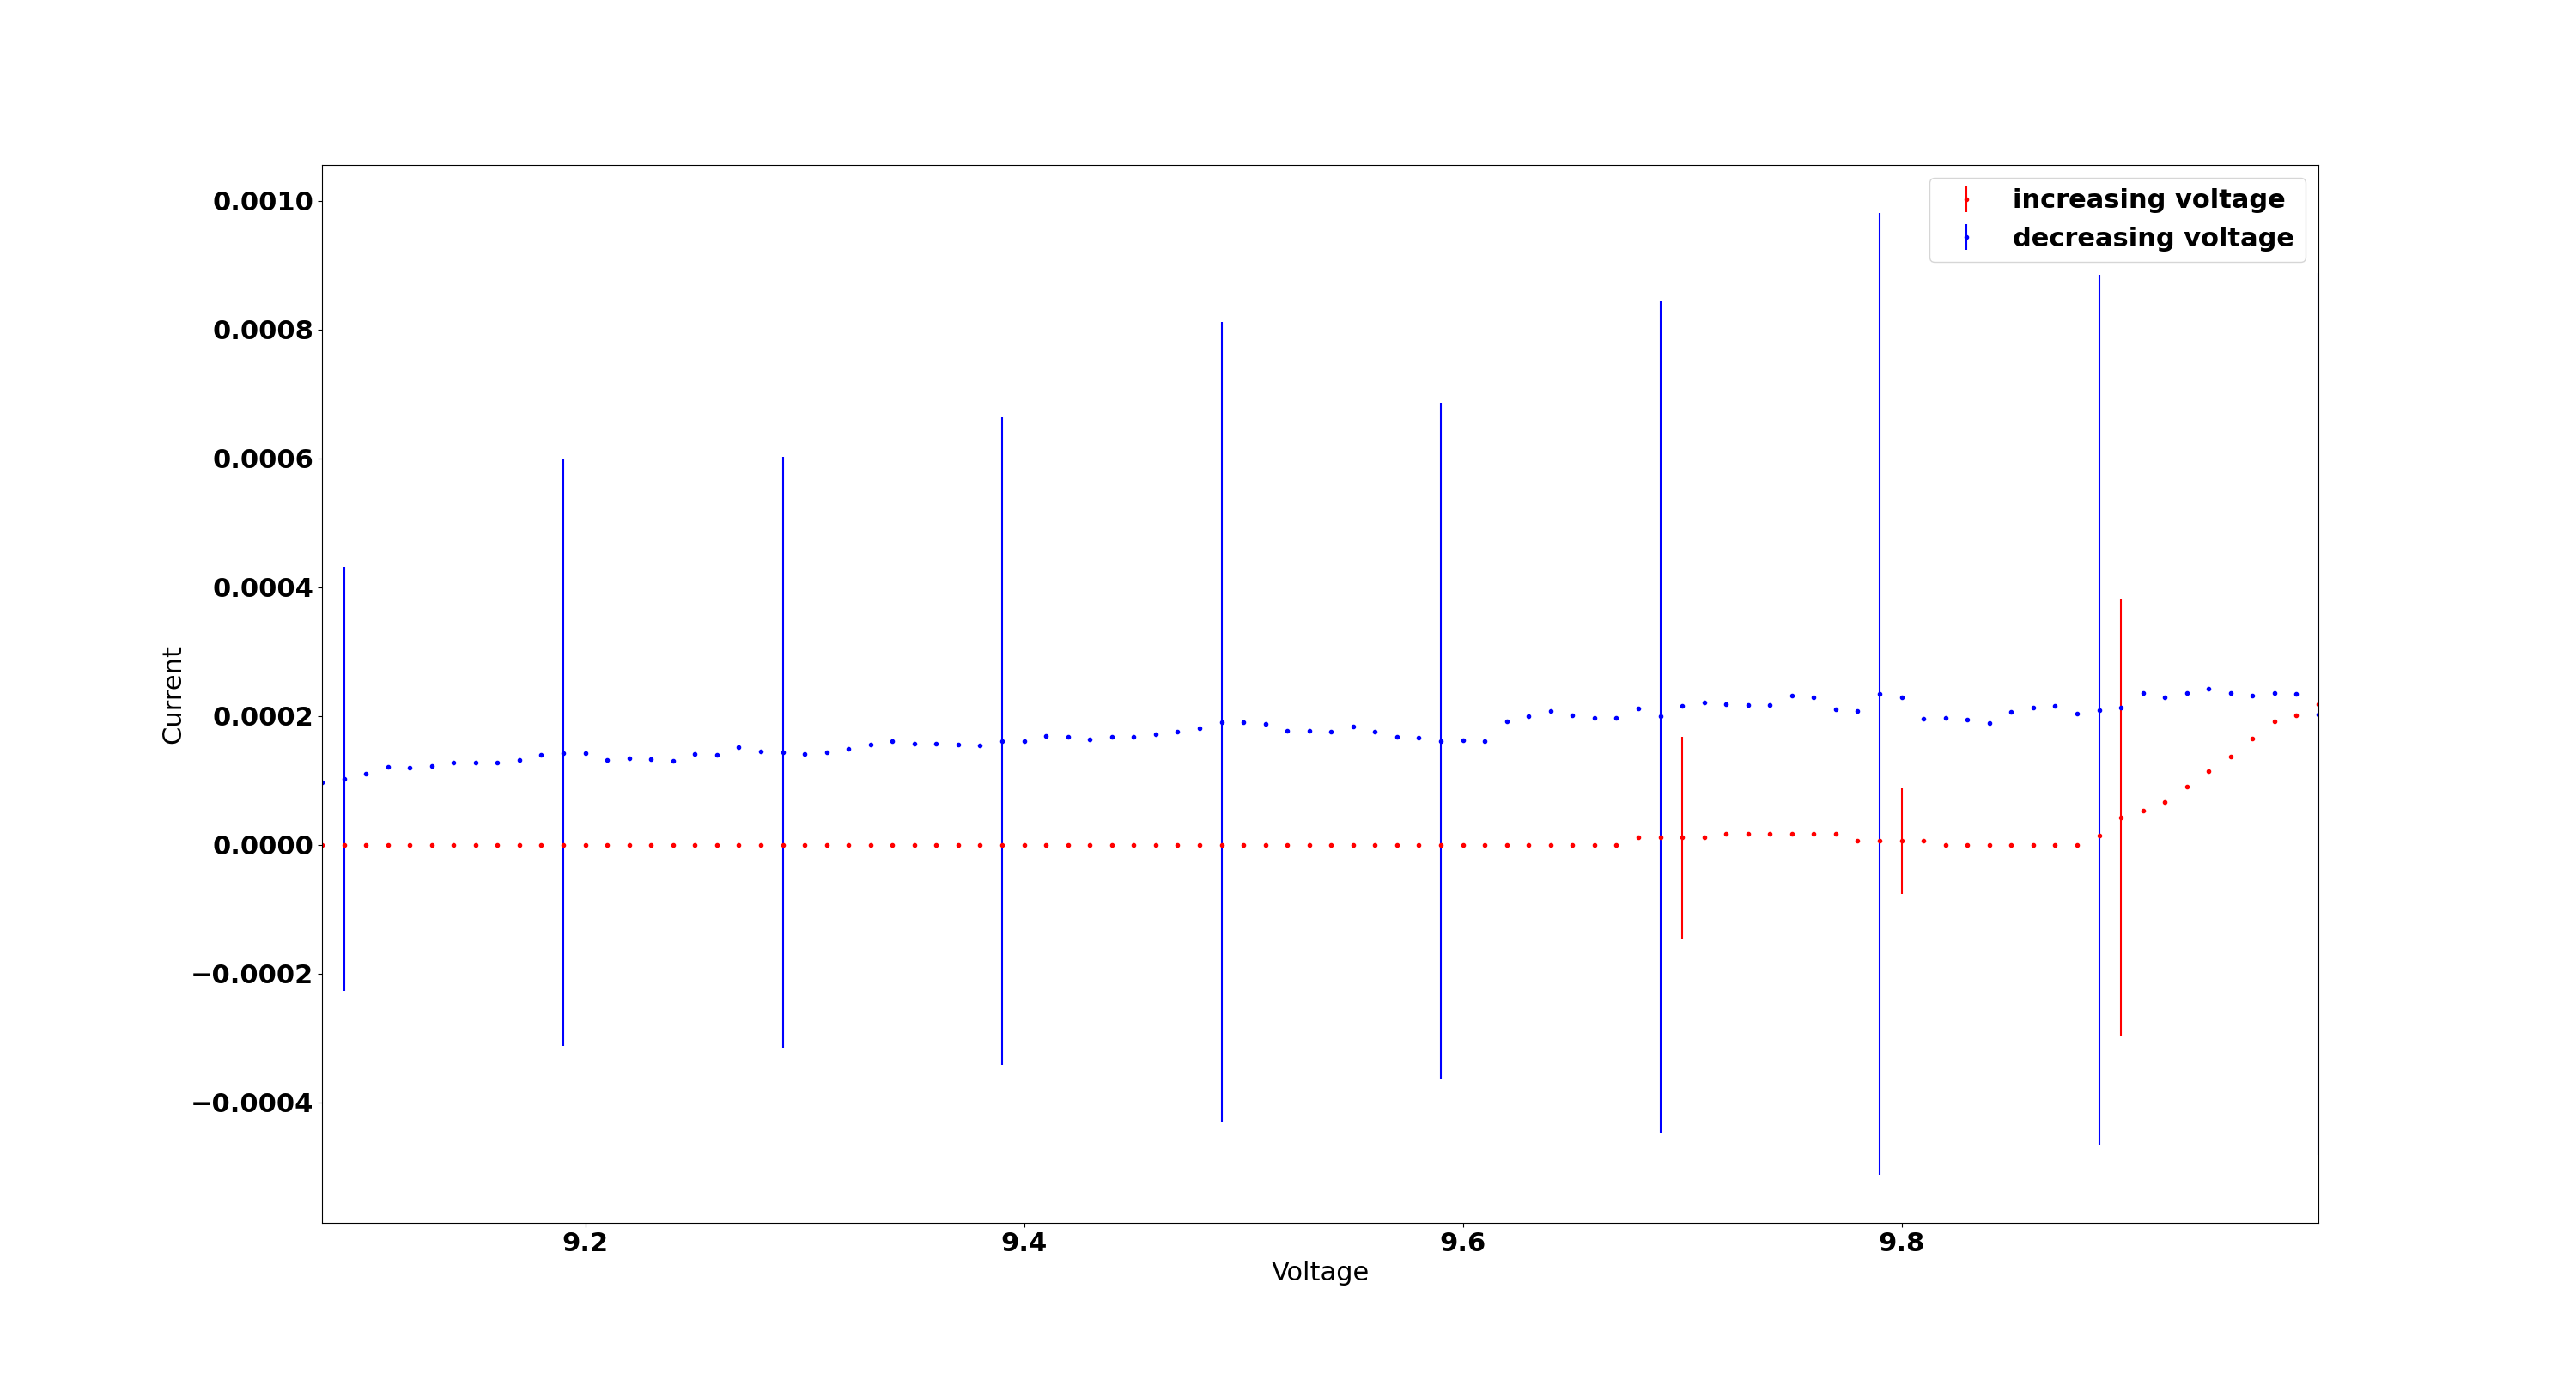 increasing voltage
decreasing voltage
0.0010
0.0008
0.0006
0.0004
0.0002
0.0000
−0.0002
−0.0004
Current
9.2 9.4 9.6 9.8
Voltage